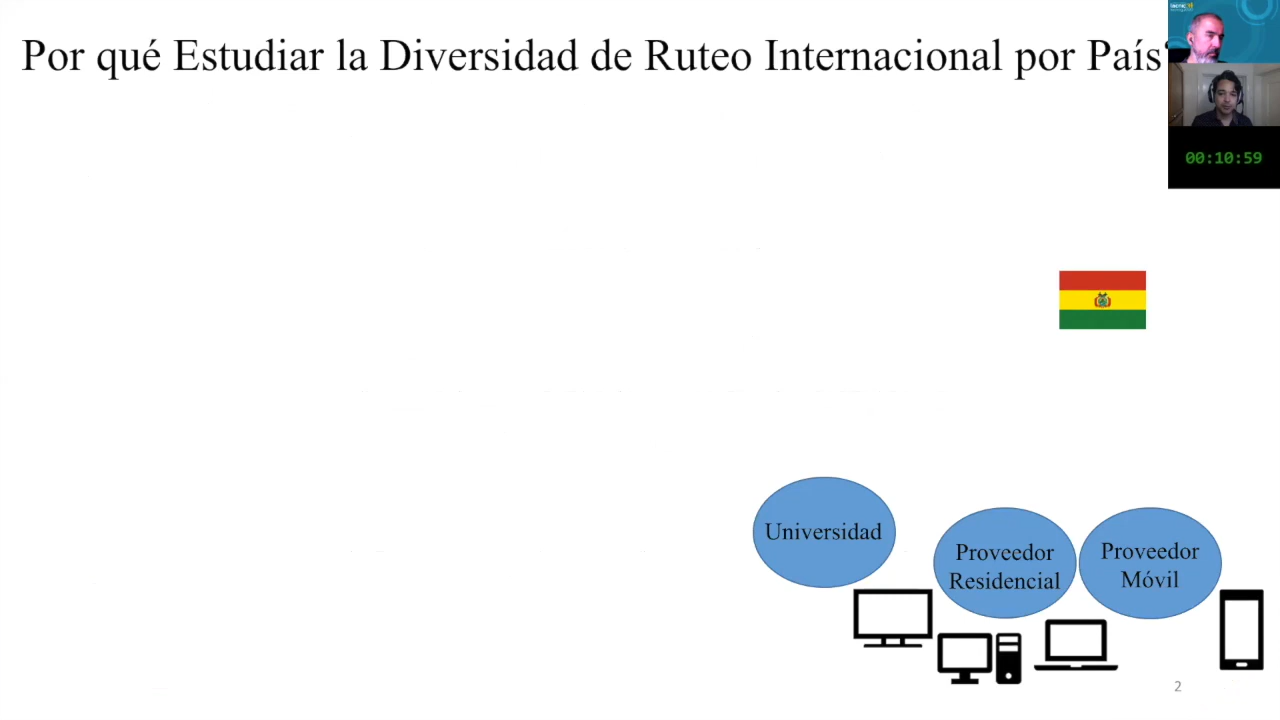 Por qué Estudiar la Diversidad de Ruteo Internacional por País
00:10:59
Universidad
Proveedor
Residencial
Proveedor
Móvil
2